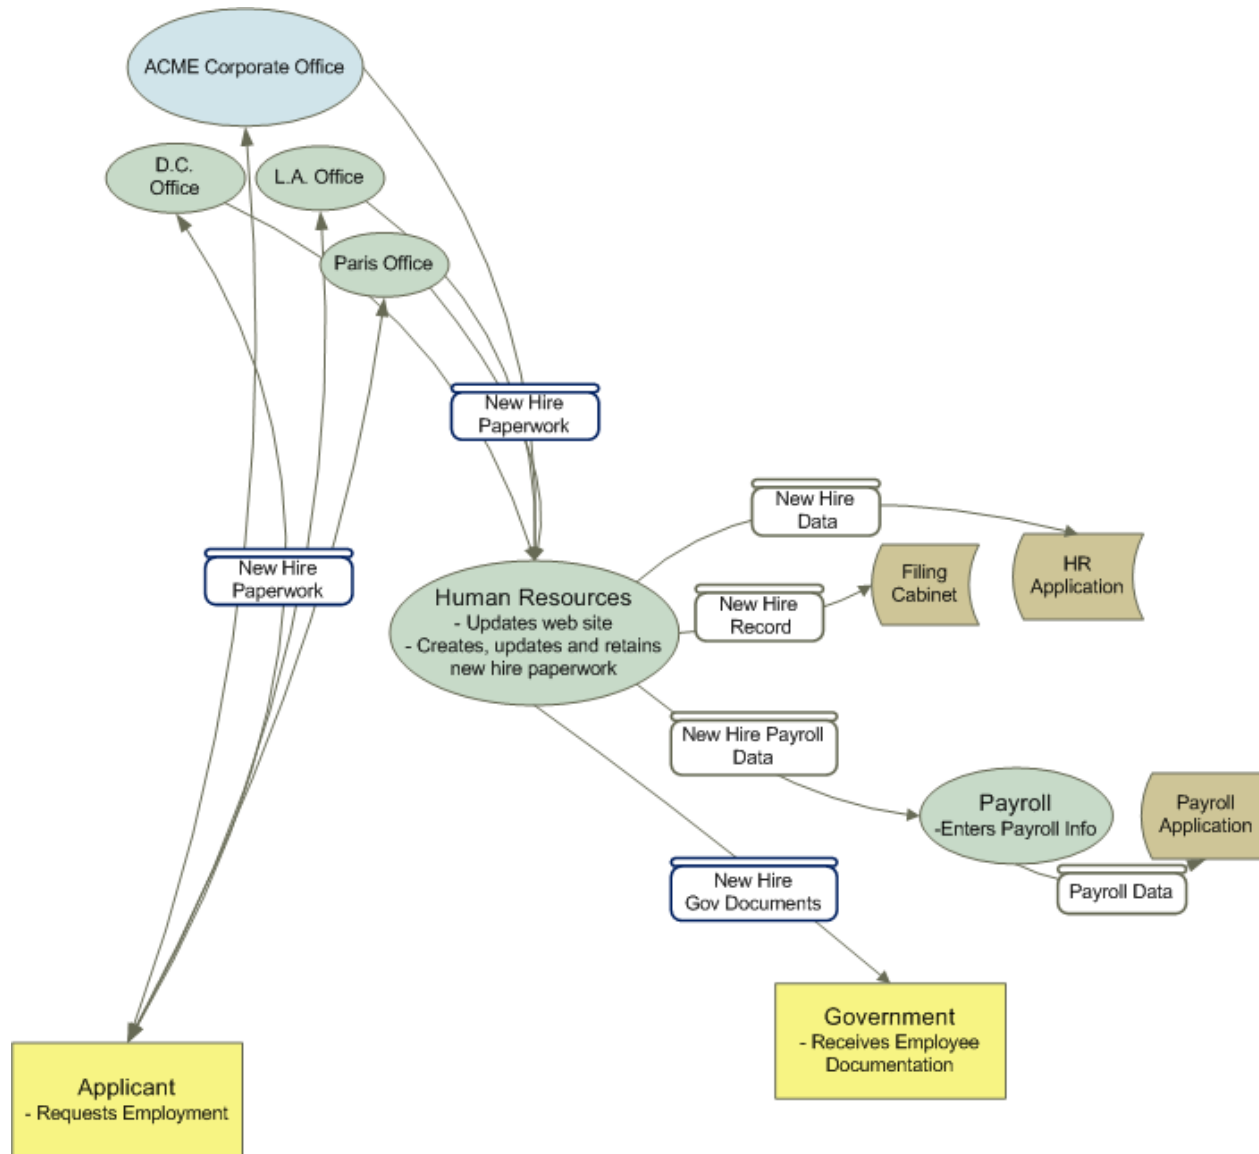 ACME Corporate Office
D.C.
Office
L.A. Office
Paris Office
New Hire
Paperwork
New Hire
Data
HR
Application
Filing
Cabinet
New Hire
Paperwork
Human Resources
- Updates web site
- Creates, updates and retains
new hire paperwork
New Hire
Record
New Hire Payroll
Data
Payroll
-Enters Payroll Info
Payroll
Application
New Hire
Gov Documents
Payroll Data
Government
- Receives Employee
Documentation
Applicant
- Requests Employment